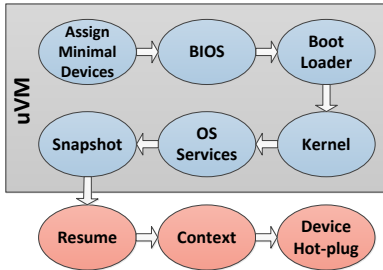 uVM
Assign
Minimal
Devices
BIOS
Boot
Loader
Snapshot
OS
Services
Kernel
Resume
Context
Device
Hot-plug